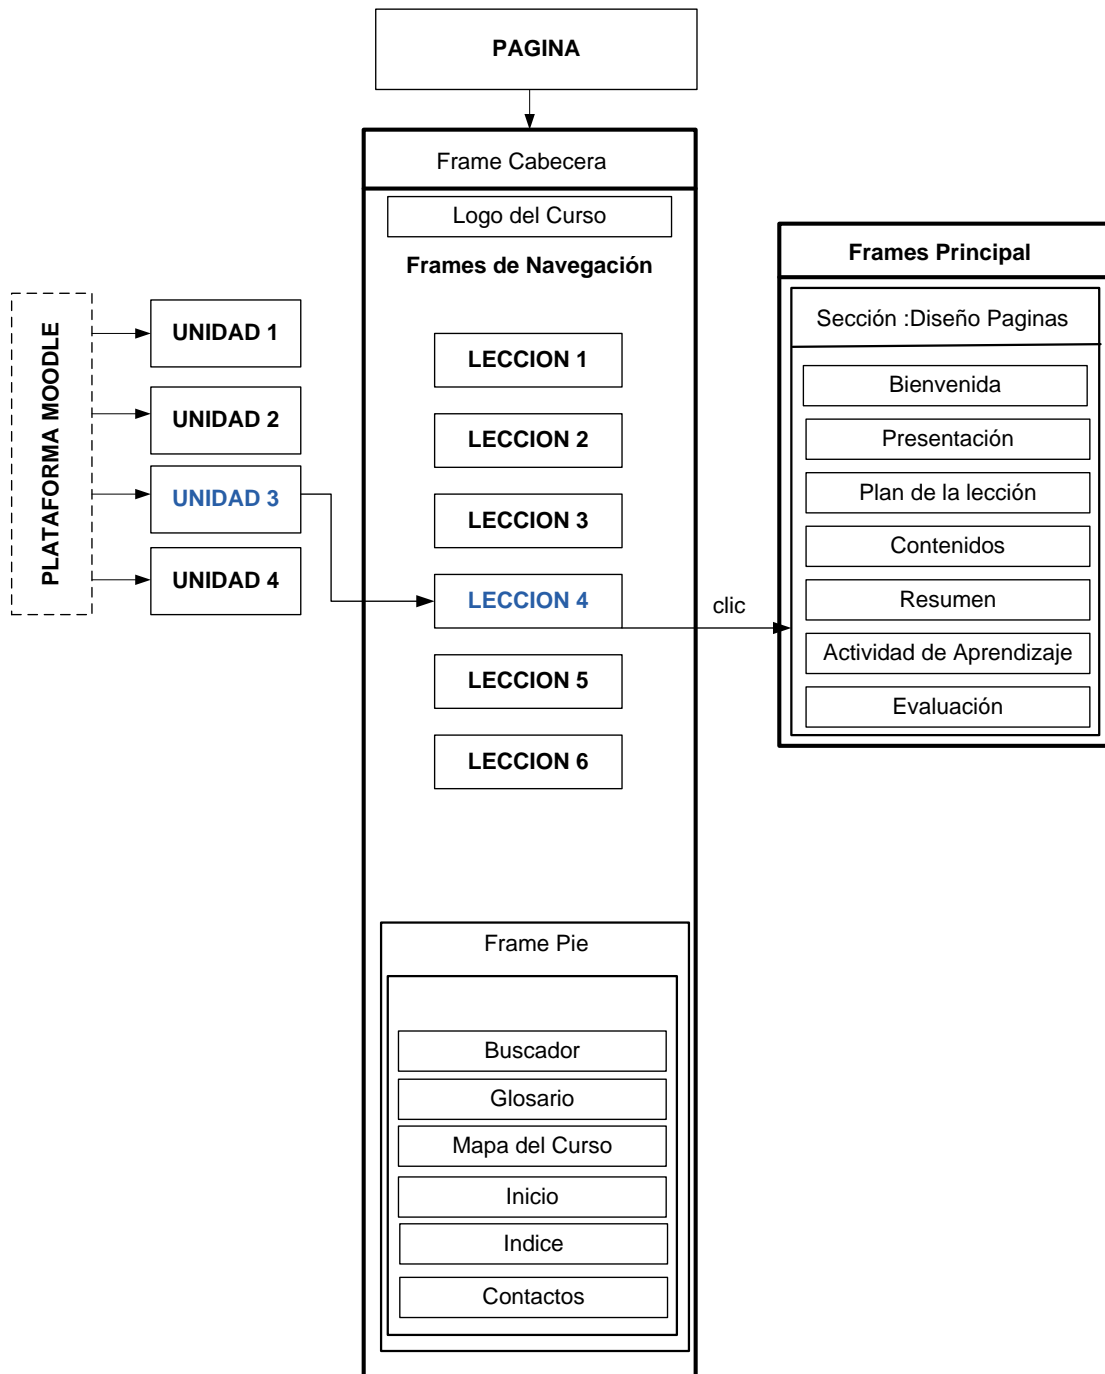 PAGINA
Frame Cabecera
Logo del Curso
Frames de Navegación
PLATAFORMA MOODLE
UNIDAD 1
UNIDAD 2
UNIDAD 3
UNIDAD 4
LECCION 1
LECCION 2
LECCION 3
LECCION 4
LECCION 5
LECCION 6
clic
Frames Principal
Sección :Diseño Paginas
Bienvenida
Presentación
Plan de la lección
Contenidos
Resumen
Actividad de Aprendizaje
Evaluación
Frame Pie
Buscador
Glosario
Mapa del Curso
Inicio
Indice
Contactos